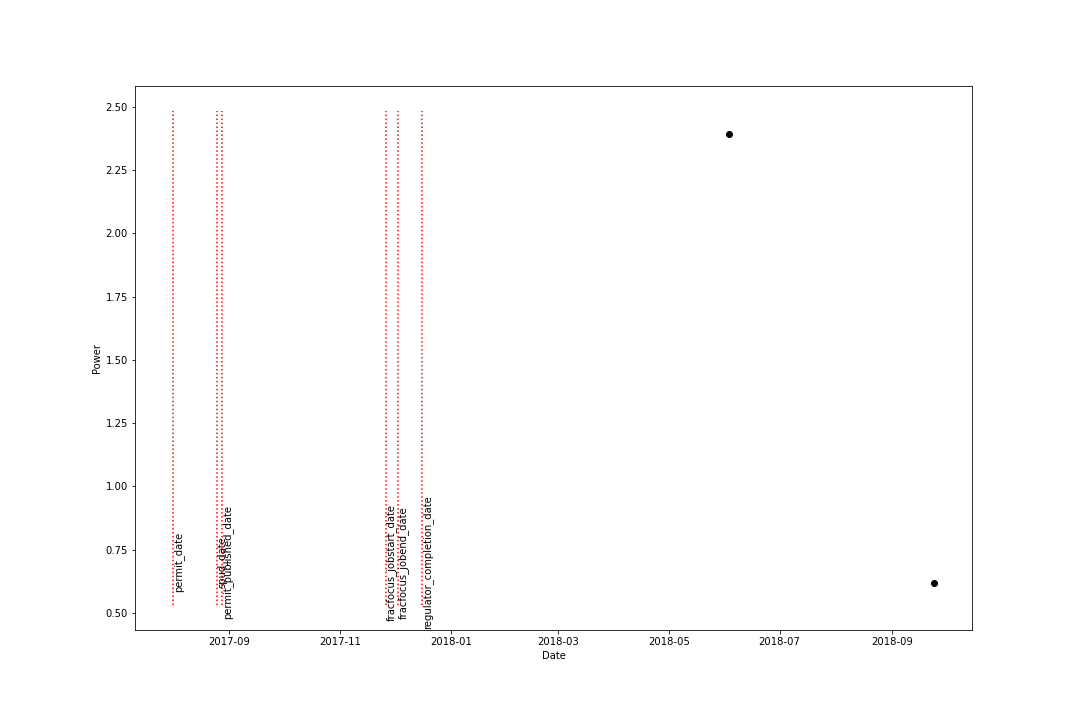 2.50
2.25
2.00
1.75
1.50
1.25
1.00
0.75
0.50
Power
permit_date
spud_date
permit_published_date
fracfocus_jobstart_date
fracfocus_jobend_date
regulator_completion_date
2017-09 2017-11 2018-01 2018-03 2018-05 2018-07 2018-09
Date